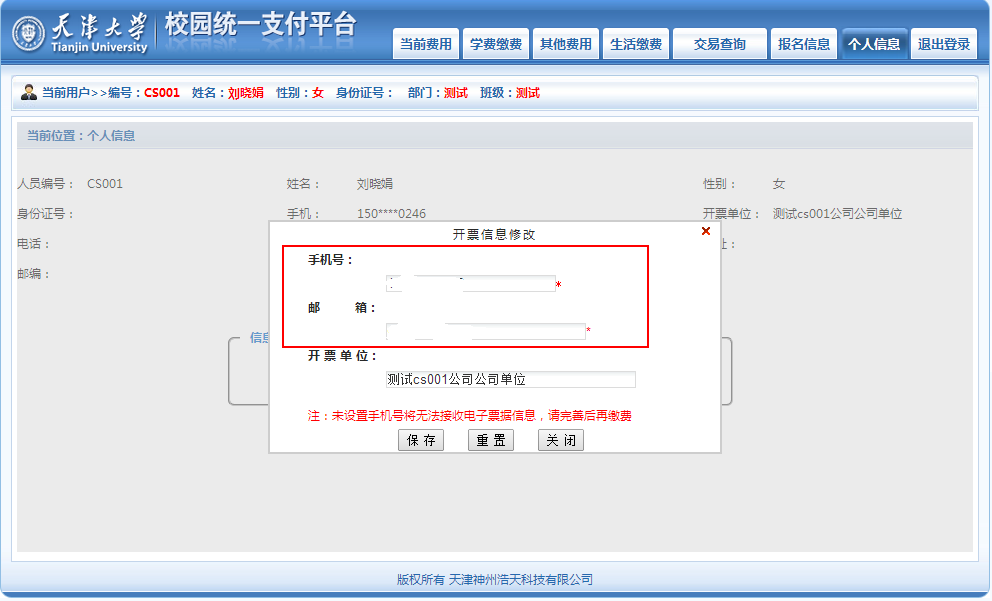 天津大学
Tianjin University
校园统一支付平台
当前费用 学费缴费 其他费用 生活缴费 交易查询 报名信息 个人信息 退出登录
当前用户>>编号：CS001 姓名：刘晓娟 性别：女 身份证号： 部门：测试 班级：测试
当前位置：个人信息
人员编号： CS001 姓名： 刘晓娟 性别： 女
身份证号： 手机： 150****0246 开票单位： 测试cs001公司公司单位
电话： 址：
邮编：
信息
开票信息修改
手机号：
*
邮 箱：
*
开 票 单 位：
测试cs001公司公司单位
注：未设置手机号将无法接收电子票据信息，请完善后再缴费
保 存 重 置 关 闭
版权所有 天津神州浩天科技有限公司